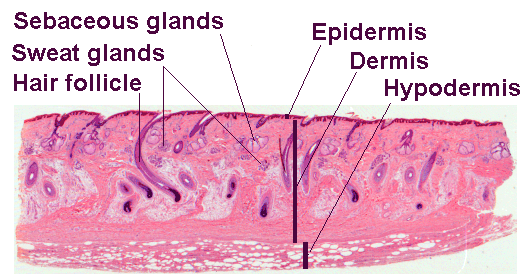 Sebaceous glands
Sweat glands
Hair follicle
Epidermis
Dermis
Hypodermis